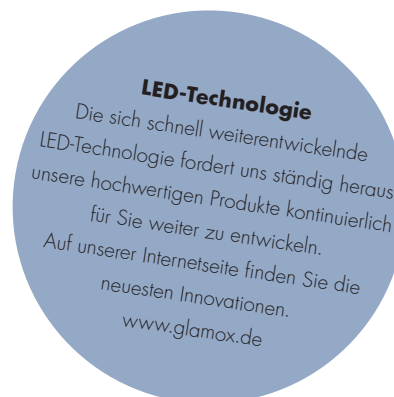 LED-Technologie
Die sich schnell weiterentwickelnde
LED-Technologie fordert uns ständig heraus
unsere hochwertigen Produkte kontinuierlich
für Sie weiter zu entwickeln.
Auf unserer Internetseite finden Sie die
neuesten Innovationen.
www.glamox.de